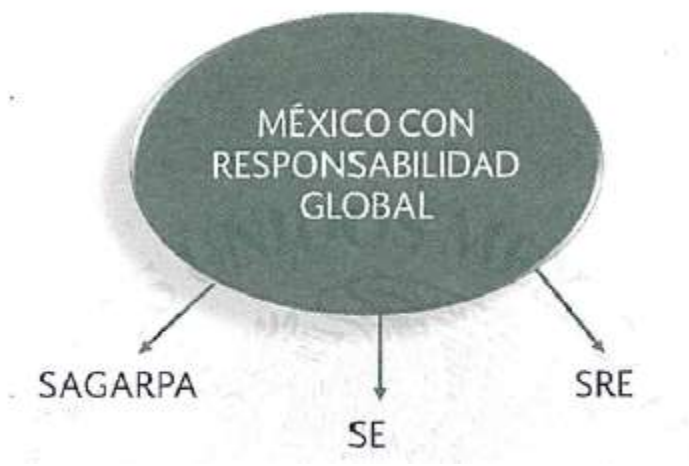 MÉXICO CON
RESPONSABILIDAD
GLOBAL
SAGARPA
SE
SRE